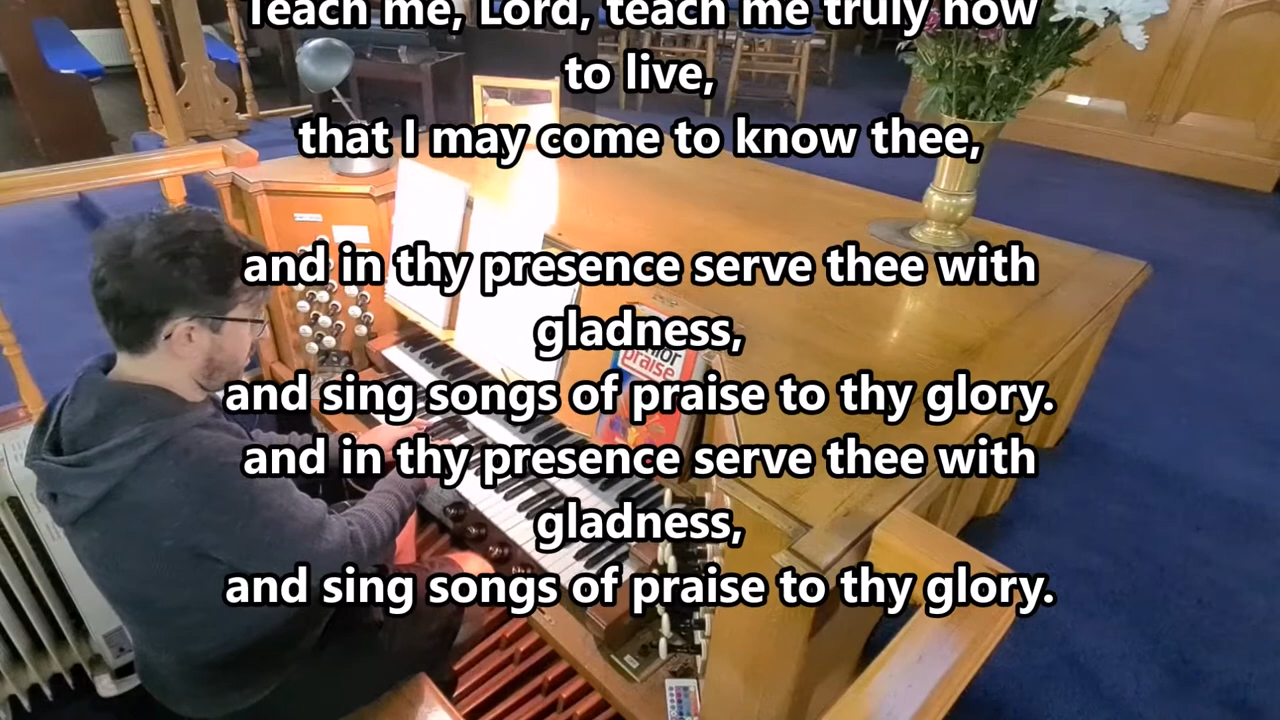 Teach me, Lord, teach me truly how
to live,
that I may come to know thee,
and in thy presence serve thee with
gladness,
and sing songs of praise to thy glory.
and in thy presence serve thee with
gladness,
and sing songs of praise to thy glory.
praise